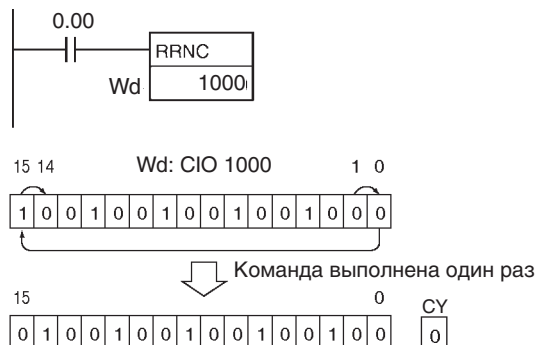 0.00
RRNC
Wd 1000
15 14 Wd: CIO 1000 1 0
1 0 0 1 0 0 1 0 0 1 0 0 1 0 0 0
Команда выполнена один раз
15 0 CY
0 1 0 0 1 0 0 1 0 0 1 0 0 1 0 0 0